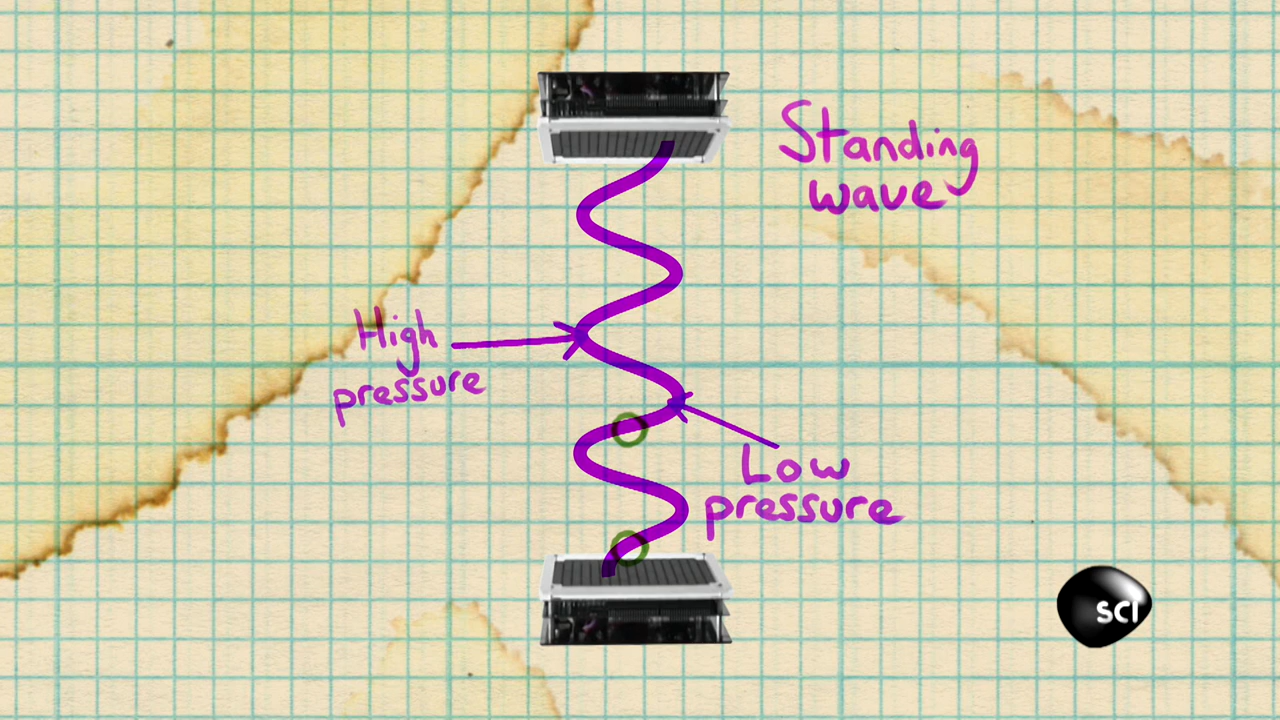 Standing
wave
High
pressure
Low
pressure
sci